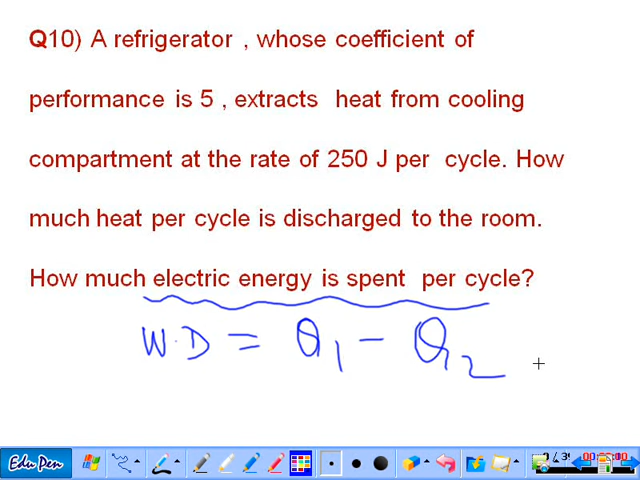 Q10) A refrigerator , whose coefficient of
performance is 5 , extracts heat from cooling
compartment at the rate of 250 J per cycle. How
much heat per cycle is discharged to the room.
How much electric energy is spent per cycle?
W.D = Q1 - Q2
Edu Pen